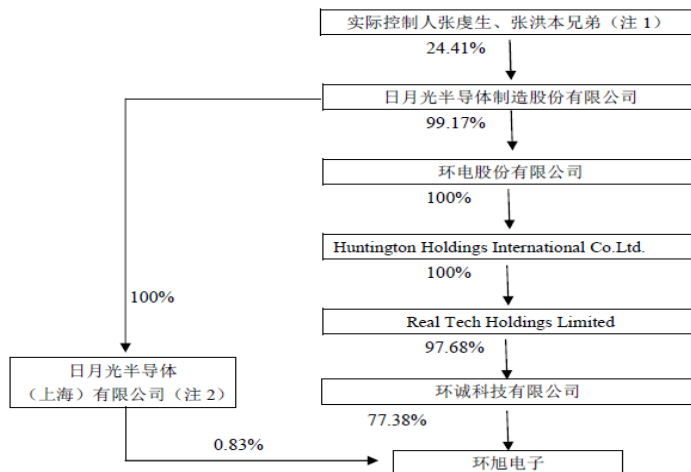 实际控制人张虔生、张洪本兄弟（注 1）
24.41%
日月光半导体制造股份有限公司
99.17%
环电股份有限公司
100%
Huntington Holdings International Co.Ltd.
100%
100%
Real Tech Holdings Limited
97.68%
日月光半导体
（上海）有限公司（注 2）
环诚科技有限公司
77.38%
0.83%
环旭电子